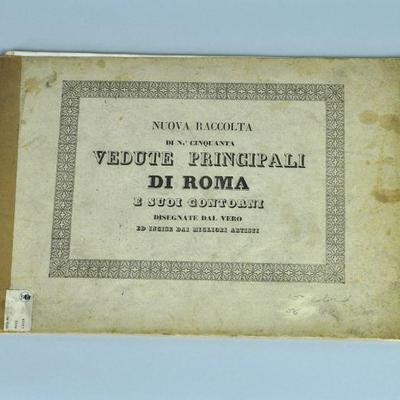 NUOVA RACCOLTA
DI N.º CINQUANTA
VEDUTE PRINCIPALI
DI ROMA
E SUOI CONTORNI
DISEGNATE DAL VERO
ED INCISE DAI MIGLIORI ARTISTI